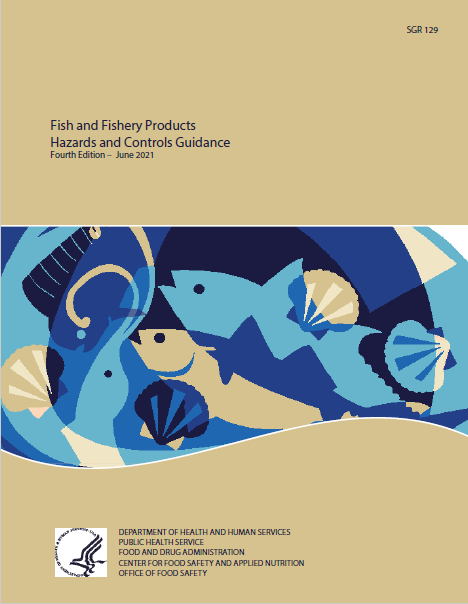 SGR 129
Fish and Fishery Products
Hazards and Controls Guidance
Fourth Edition – June 2021
DEPARTMENT OF HEALTH AND HUMAN SERVICES
PUBLIC HEALTH SERVICE
FOOD AND DRUG ADMINISTRATION
CENTER FOR FOOD SAFETY AND APPLIED NUTRITION
OFFICE OF FOOD SAFETY